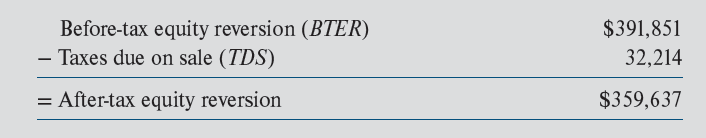 Before-tax equity reversion (BTER) $391,851
– Taxes due on sale (TDS) 32,214
= After-tax equity reversion $359,637